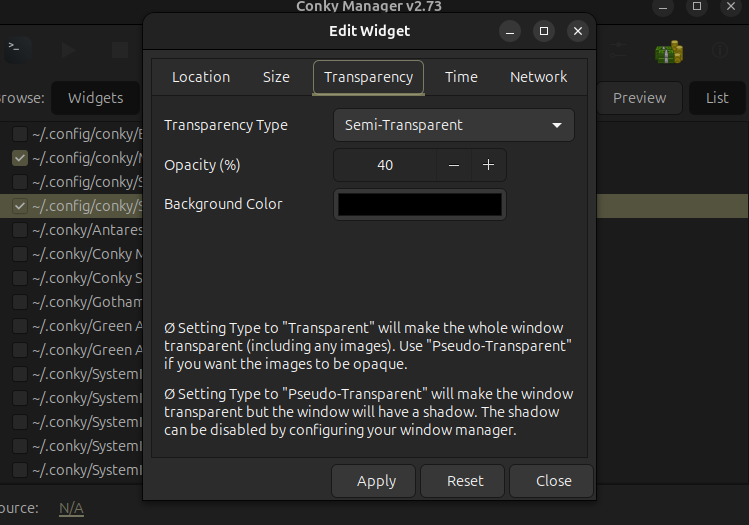 Conky Manager v2.73
Edit Widget
Location Size Transparency Time Network
Browse: Widgets Preview List
Transparency Type Semi-Transparent
Opacity (%) 40
Background Color
~/.config/conky/
~/.config/conky/
~/.config/conky/
~/.config/conky/
~/.conky/Antares
~/.conky/Conky
~/.conky/Conky
~/.conky/Gotham
~/.conky/Green
~/.conky/Green
~/.conky/System
~/.conky/System
~/.conky/System
~/.conky/System
~/.conky/System
Ø Setting Type to "Transparent" will make the whole window
transparent (including any images). Use "Pseudo-Transparent"
if you want the images to be opaque.
Ø Setting Type to "Pseudo-Transparent" will make the window
transparent but the window will have a shadow. The shadow
can be disabled by configuring your window manager.
Apply Reset Close
ource: N/A